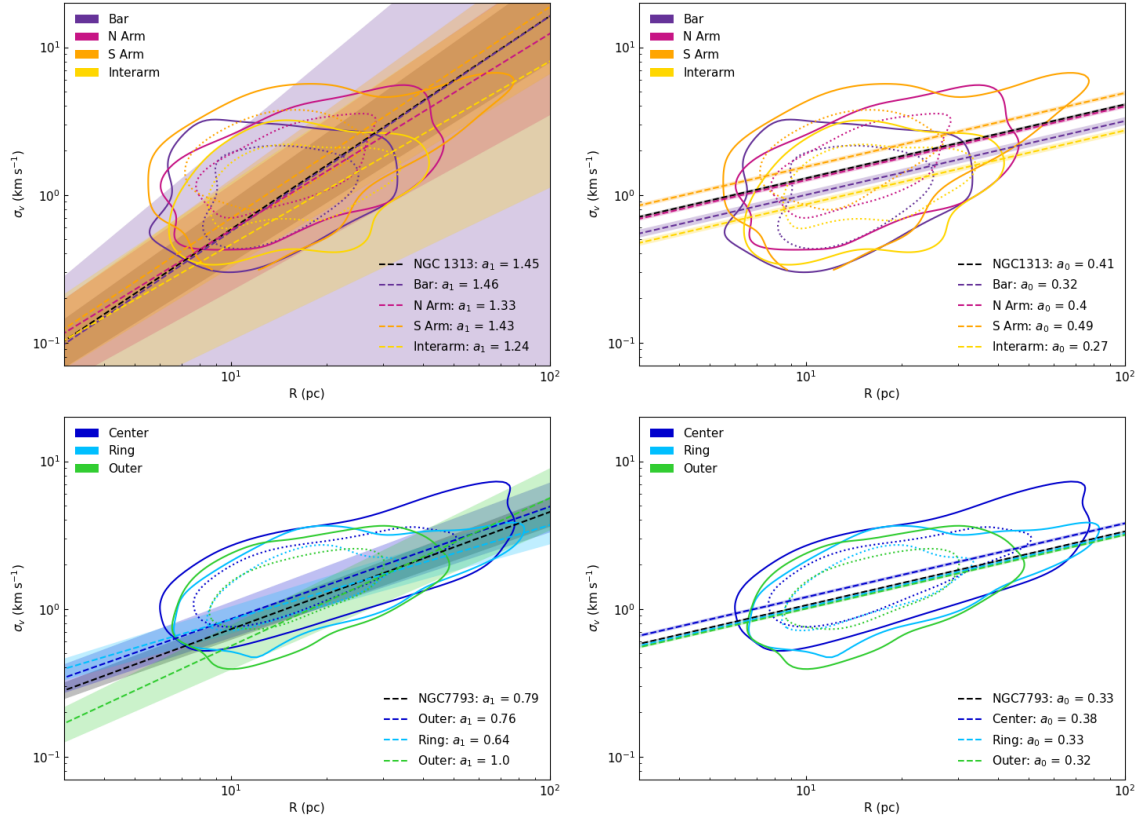 Bar
N Arm
S Arm
Interarm
10¹
10⁰
10⁻¹
σᵥ (km s⁻¹)
NGC 1313: a₁ = 1.45
Bar: a₁ = 1.46
N Arm: a₁ = 1.33
S Arm: a₁ = 1.43
Interarm: a₁ = 1.24
10¹
10²
R (pc)
Bar
N Arm
S Arm
Interarm
10¹
10⁰
10⁻¹
σᵥ (km s⁻¹)
NGC1313: a₀ = 0.41
Bar: a₀ = 0.32
N Arm: a₀ = 0.4
S Arm: a₀ = 0.49
Interarm: a₀ = 0.27
10¹
10²
R (pc)
Center
Ring
Outer
10¹
10⁰
10⁻¹
σᵥ (km s⁻¹)
NGC7793: a₁ = 0.79
Outer: a₁ = 0.76
Ring: a₁ = 0.64
Outer: a₁ = 1.0
10¹
10²
R (pc)
Center
Ring
Outer
10¹
10⁰
10⁻¹
σᵥ (km s⁻¹)
NGC7793: a₀ = 0.33
Center: a₀ = 0.38
Ring: a₀ = 0.33
Outer: a₀ = 0.32
10¹
10²
R (pc)